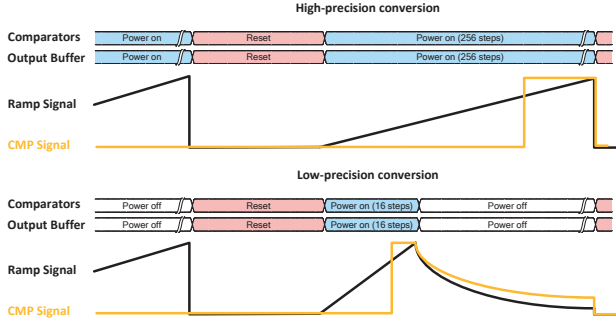 High-precision conversion
Comparators Power on Reset Power on (256 steps)
Output Buffer Power on Reset Power on (256 steps)
Ramp Signal
CMP Signal
Low-precision conversion
Comparators Power off Reset Power on (16 steps) Power off
Output Buffer Power off Reset Power on (16 steps) Power off
Ramp Signal
CMP Signal